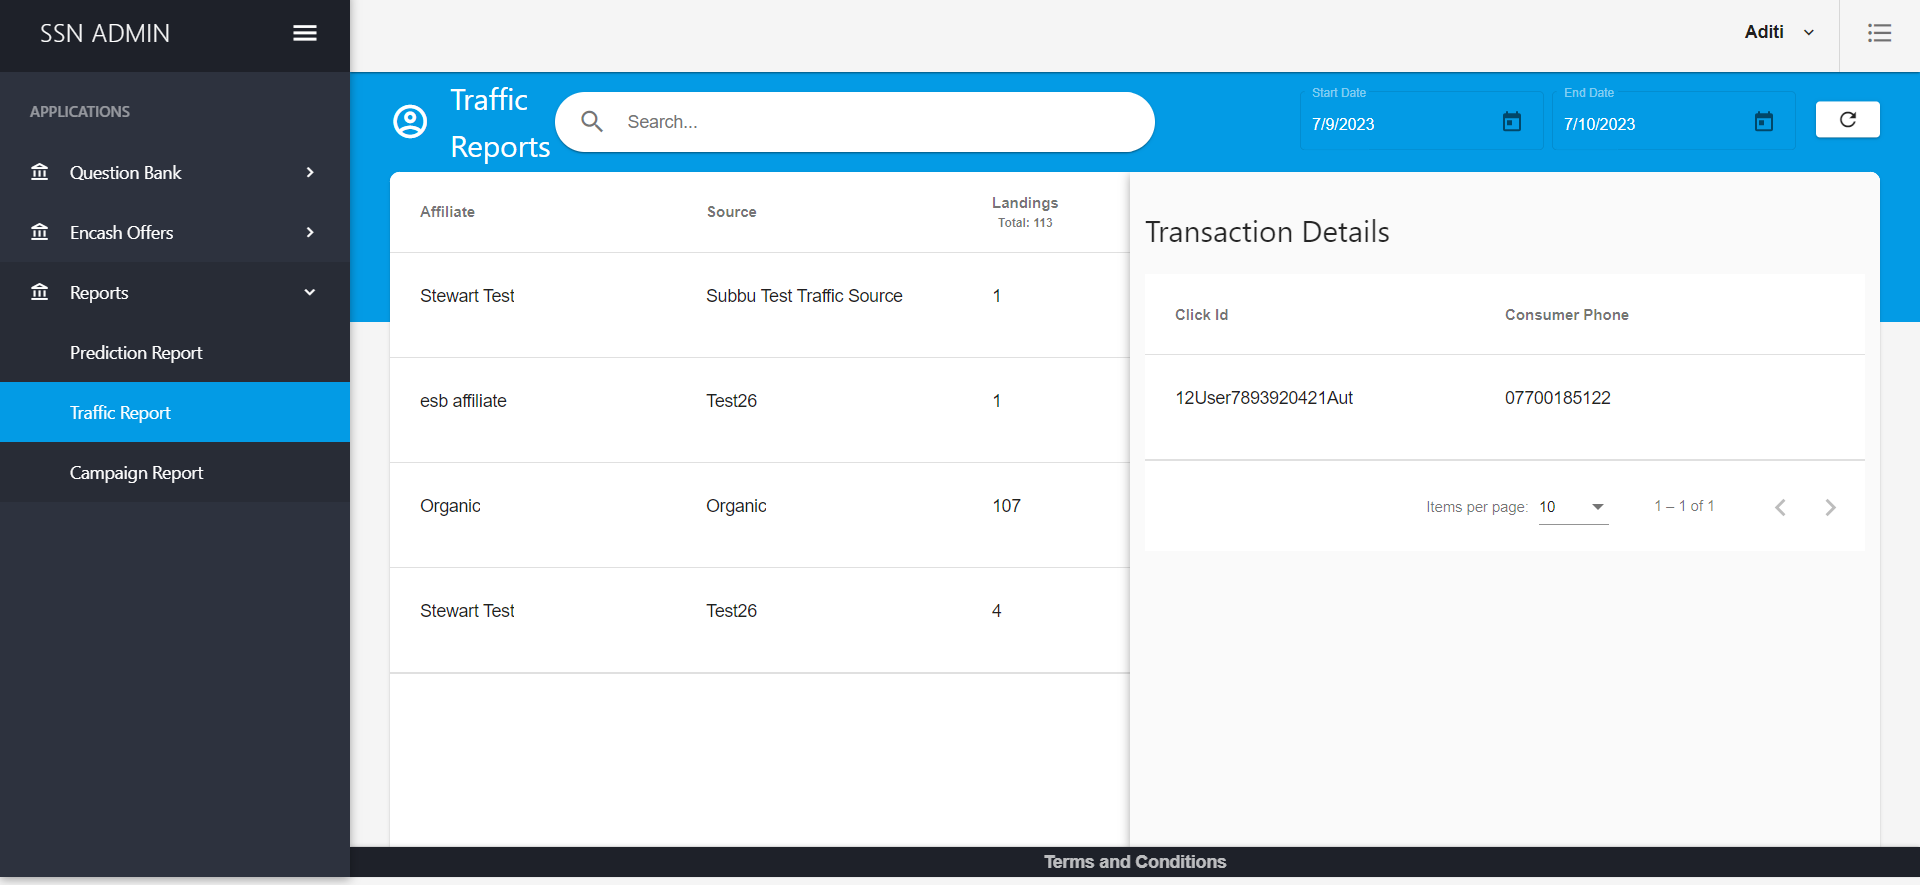 SSN ADMIN
Aditi
APPLICATIONS
Question Bank
Encash Offers
Reports
Prediction Report
Traffic Report
Campaign Report
Traffic
Reports
Search...
Start Date
7/9/2023
End Date
7/10/2023
Affiliate Source Landings
Total: 113
Stewart Test Subbu Test Traffic Source 1
esb affiliate Test26 1
Organic Organic 107
Stewart Test Test26 4
Transaction Details
Click Id Consumer Phone
12User7893920421Aut 07700185122
Items per page: 10 1 – 1 of 1
Terms and Conditions